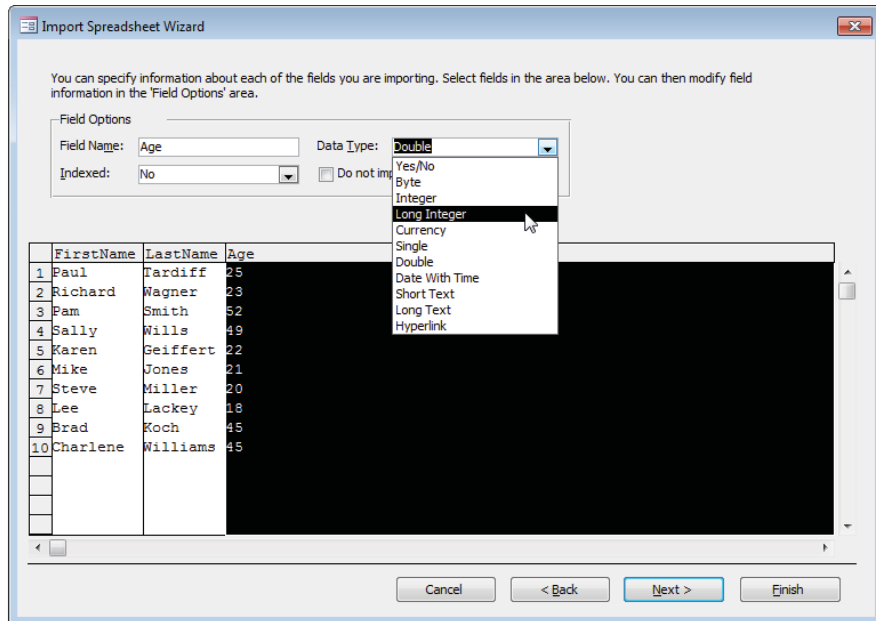 Import Spreadsheet Wizard
You can specify information about each of the fields you are importing. Select fields in the area below. You can then modify field
information in the 'Field Options' area.
Field Options
Field Name: Age Data Type: Double
Indexed: No Do not
Yes/No
Byte
Integer
Long Integer
Currency
Single
Double
Date With Time
Short Text
Long Text
Hyperlink
FirstName LastName Age
1 Paul Tardiff 25
2 Richard Wagner 23
3 Pam Smith 52
4 Sally Wills 49
5 Karen Geiffert 22
6 Mike Jones 21
7 Steve Miller 20
8 Lee Lackey 18
9 Brad Koch 45
10 Charlene Williams 45
Cancel < Back Next > Finish